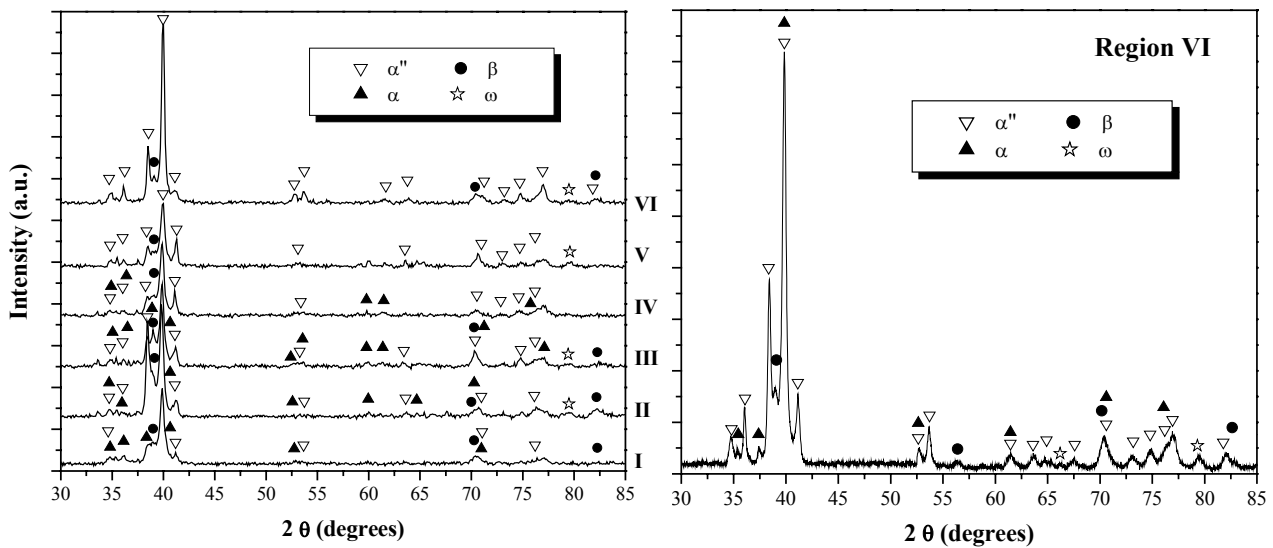 Intensity (a.u.)
α" β
α ω
VI
V
IV
III
II
I
30 35 40 45 50 55 60 65 70 75 80 85
2 θ (degrees)
Region VI
α" β
α ω
30 35 40 45 50 55 60 65 70 75 80 85
2 θ (degrees)